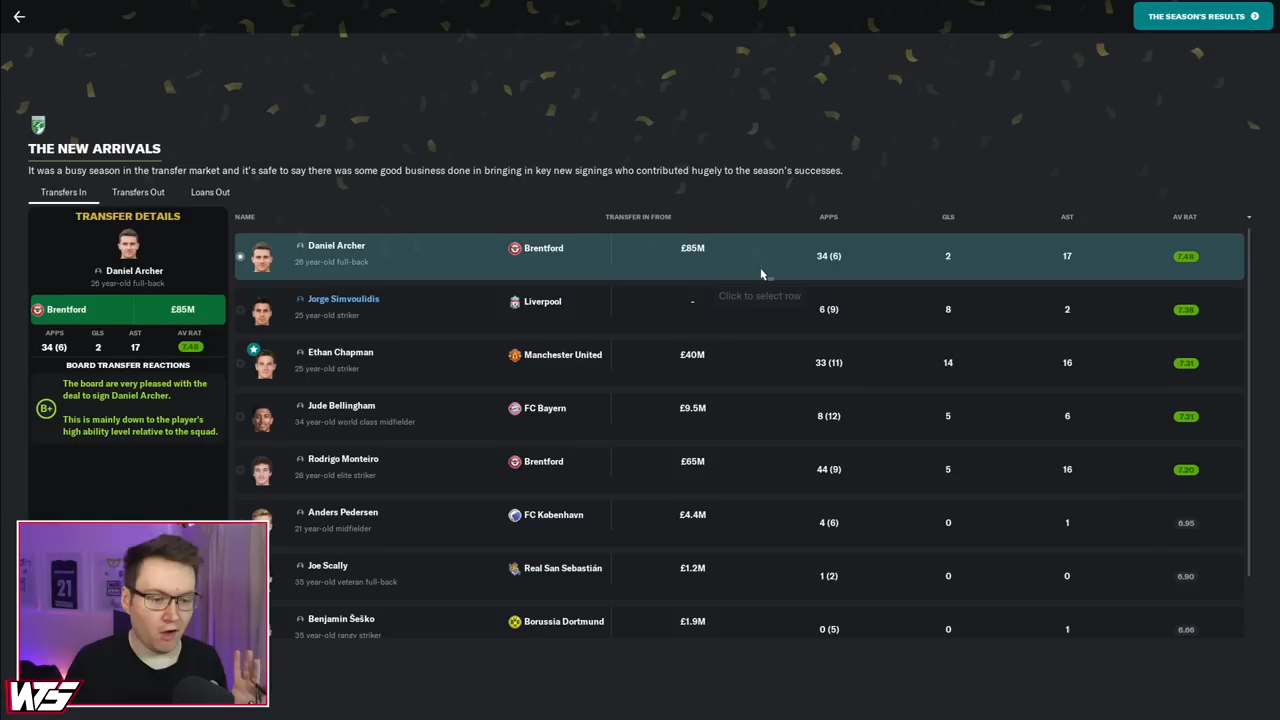 THE SEASON'S RESULTS
THE NEW ARRIVALS
It was a busy season in the transfer market and it's safe to say there was some good business done in bringing in key new signings who contributed hugely to the season's successes.
Transfers In Transfers Out Loans Out
TRANSFER DETAILS
Daniel Archer
26 year-old full-back
Brentford £85M
APPS GLS AST AV RAT
34 (6) 2 17 7.48
BOARD TRANSFER REACTIONS
B+
The board are very pleased with the
deal to sign Daniel Archer.
This is mainly down to the player's
high ability level relative to the squad.
NAME TRANSFER IN FROM APPS GLS AST AV RAT
Daniel Archer Brentford £85M 34 (6) 2 17 7.48
26 year-old full-back
Click to select row
Jorge Simvoulidis Liverpool - 6 (9) 8 2 7.38
25 year-old striker
Ethan Chapman Manchester United £40M 33 (11) 14 16 7.31
25 year-old striker
Jude Bellingham FC Bayern £9.5M 8 (12) 5 6 7.21
34 year-old world class midfielder
Rodrigo Monteiro Brentford £65M 44 (9) 5 16 7.20
28 year-old elite striker
Anders Pedersen FC København £4.4M 4 (6) 0 1 6.95
21 year-old midfielder
Joe Scally Real San Sebastián £1.2M 1 (2) 0 0 6.90
35 year-old veteran full-back
Benjamin Šeško Borussia Dortmund £1.9M 0 (5) 0 1 6.66
35 year-old rangy striker
21
WTS